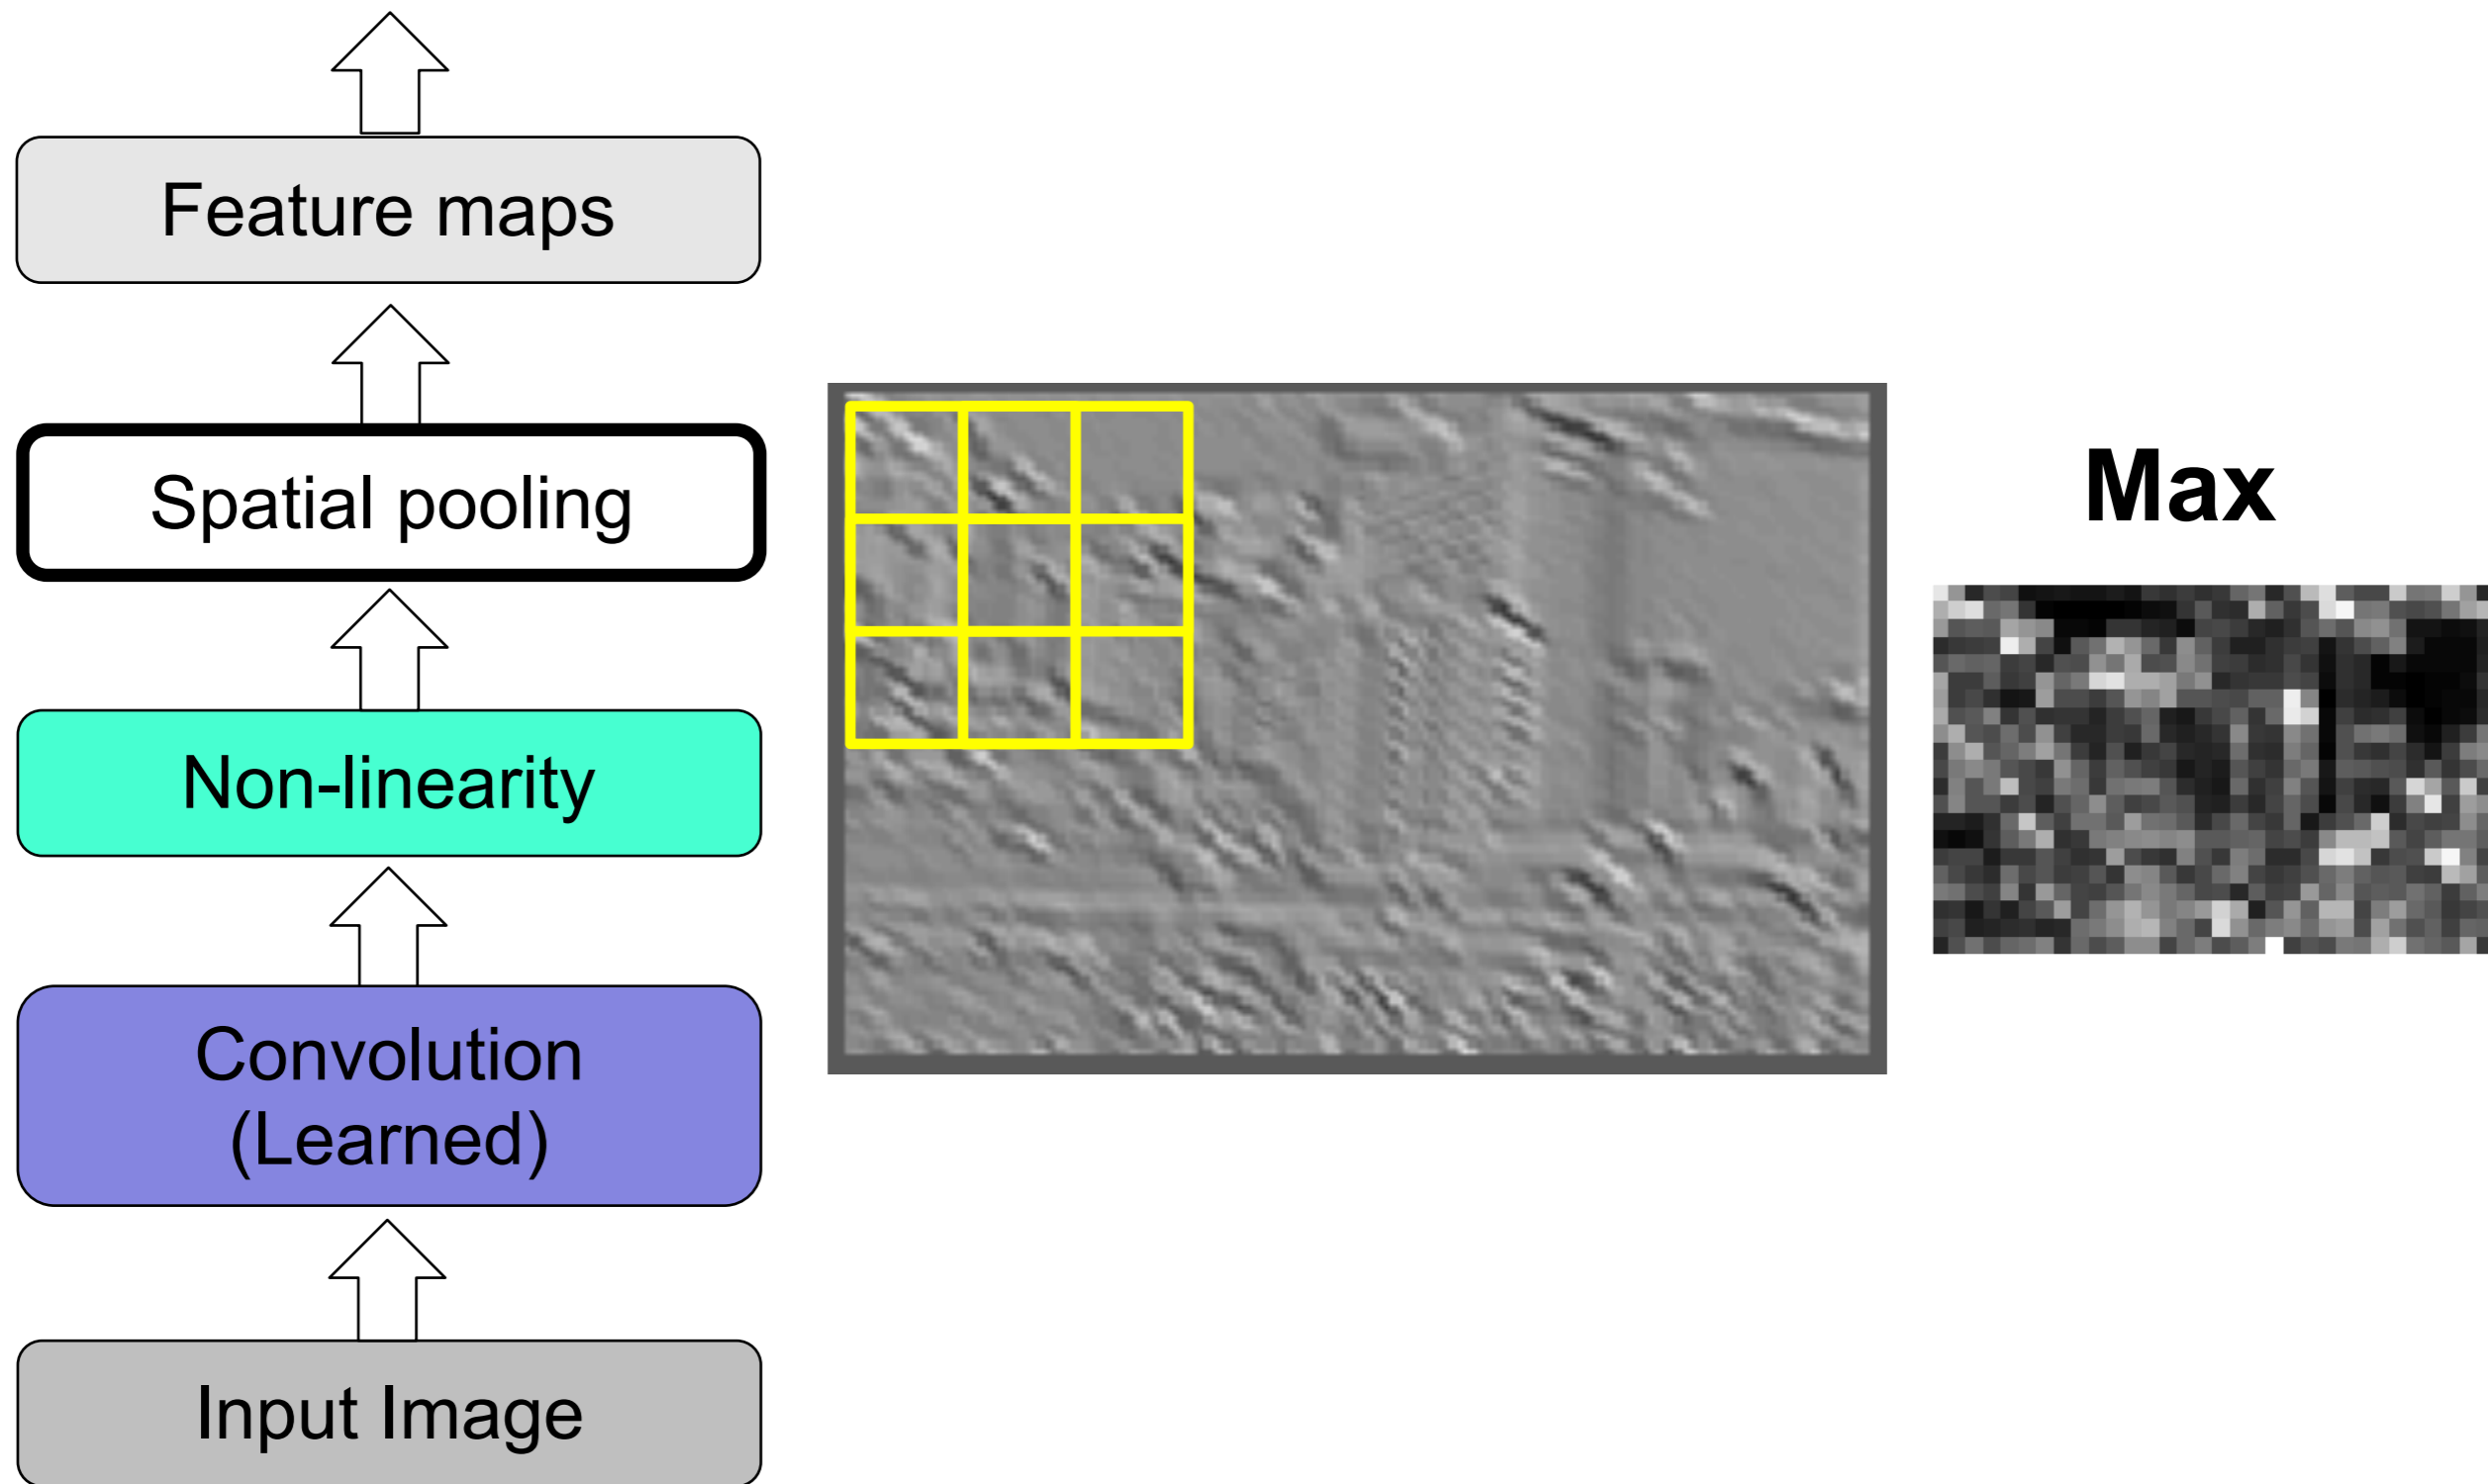 Feature maps
Spatial pooling
Non-linearity
Convolution
(Learned)
Input Image
Max